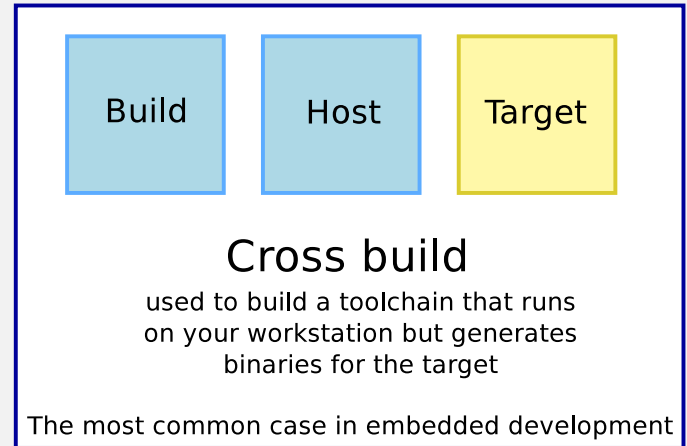 Build Host Target
Cross build
used to build a toolchain that runs
on your workstation but generates
binaries for the target
The most common case in embedded development